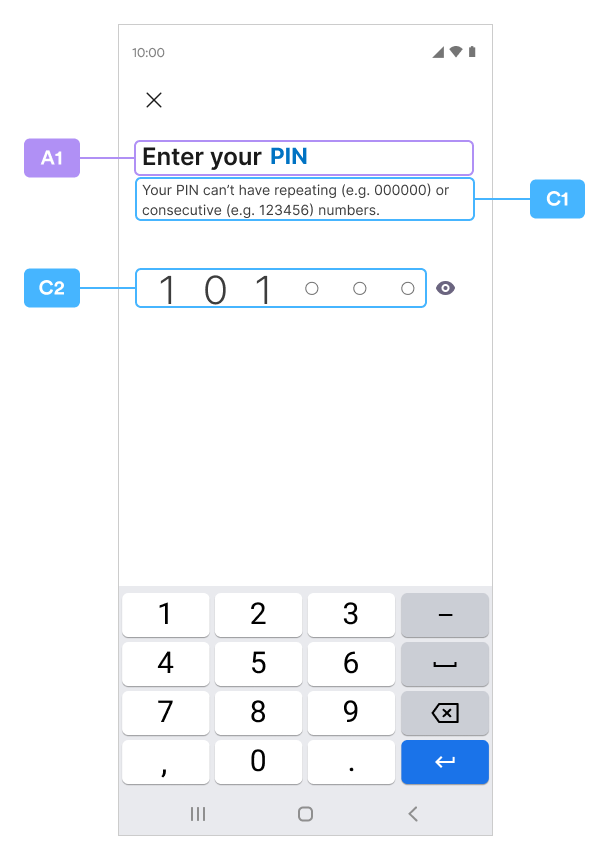 10:00
A1
Enter your PIN
Your PIN can’t have repeating (e.g. 000000) or
consecutive (e.g. 123456) numbers.
C1
C2
1 0 1
1 2 3 –
4 5 6
7 8 9
, 0 .